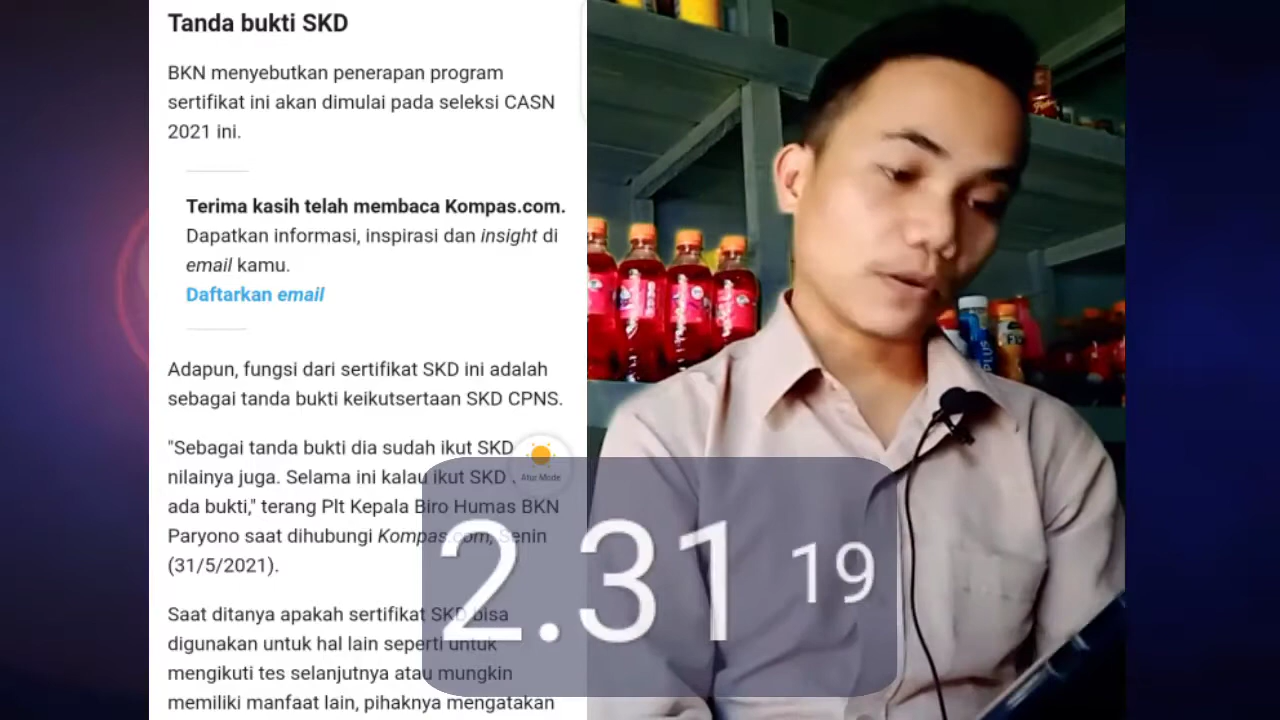 Tanda bukti SKD
BKN menyebutkan penerapan program
sertifikat ini akan dimulai pada seleksi CASN
2021 ini.
Terima kasih telah membaca Kompas.com.
Dapatkan informasi, inspirasi dan insight di
email kamu.
Daftarkan email
Adapun, fungsi dari sertifikat SKD ini adalah
sebagai tanda bukti keikutsertaan SKD CPNS.
"Sebagai tanda bukti dia sudah ikut SKD
nilainya juga. Selama ini kalau ikut SKD
ada bukti," terang Plt Kepala Biro Humas BKN
Paryono saat dihubungi Kompas.com, Senin
(31/5/2021).
Saat ditanya apakah sertifikat SKD bisa
digunakan untuk hal lain seperti untuk
mengikuti tes selanjutnya atau mungkin
memiliki manfaat lain, pihaknya mengatakan
Atur Mode
2.31 19
PLUS